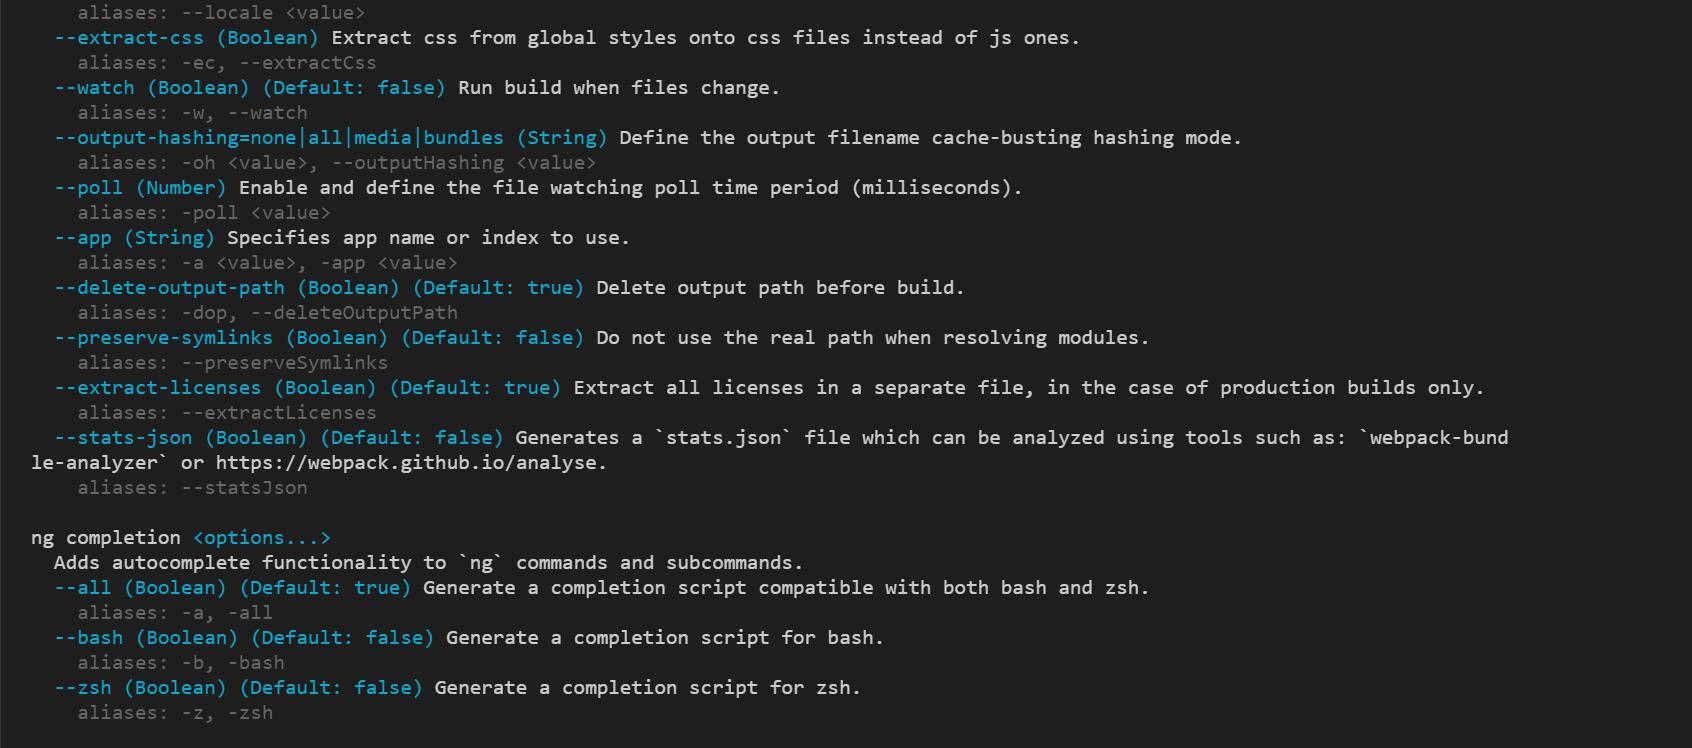 aliases: --locale <value>
--extract-css (Boolean) Extract css from global styles onto css files instead of js ones.
aliases: -ec, --extractCss
--watch (Boolean) (Default: false) Run build when files change.
aliases: -w, --watch
--output-hashing=none|all|media|bundles (String) Define the output filename cache-busting hashing mode.
aliases: -oh <value>, --outputHashing <value>
--poll (Number) Enable and define the file watching poll time period (milliseconds).
aliases: -poll <value>
--app (String) Specifies app name or index to use.
aliases: -a <value>, -app <value>
--delete-output-path (Boolean) (Default: true) Delete output path before build.
aliases: -dop, --deleteOutputPath
--preserve-symlinks (Boolean) (Default: false) Do not use the real path when resolving modules.
aliases: --preserveSymlinks
--extract-licenses (Boolean) (Default: true) Extract all licenses in a separate file, in the case of production builds only.
aliases: --extractLicenses
--stats-json (Boolean) (Default: false) Generates a `stats.json` file which can be analyzed using tools such as: `webpack-bund
le-analyzer` or https://webpack.github.io/analyse.
aliases: --statsJson
ng completion <options...>
Adds autocomplete functionality to `ng` commands and subcommands.
--all (Boolean) (Default: true) Generate a completion script compatible with both bash and zsh.
aliases: -a, -all
--bash (Boolean) (Default: false) Generate a completion script for bash.
aliases: -b, -bash
--zsh (Boolean) (Default: false) Generate a completion script for zsh.
aliases: -z, -zsh